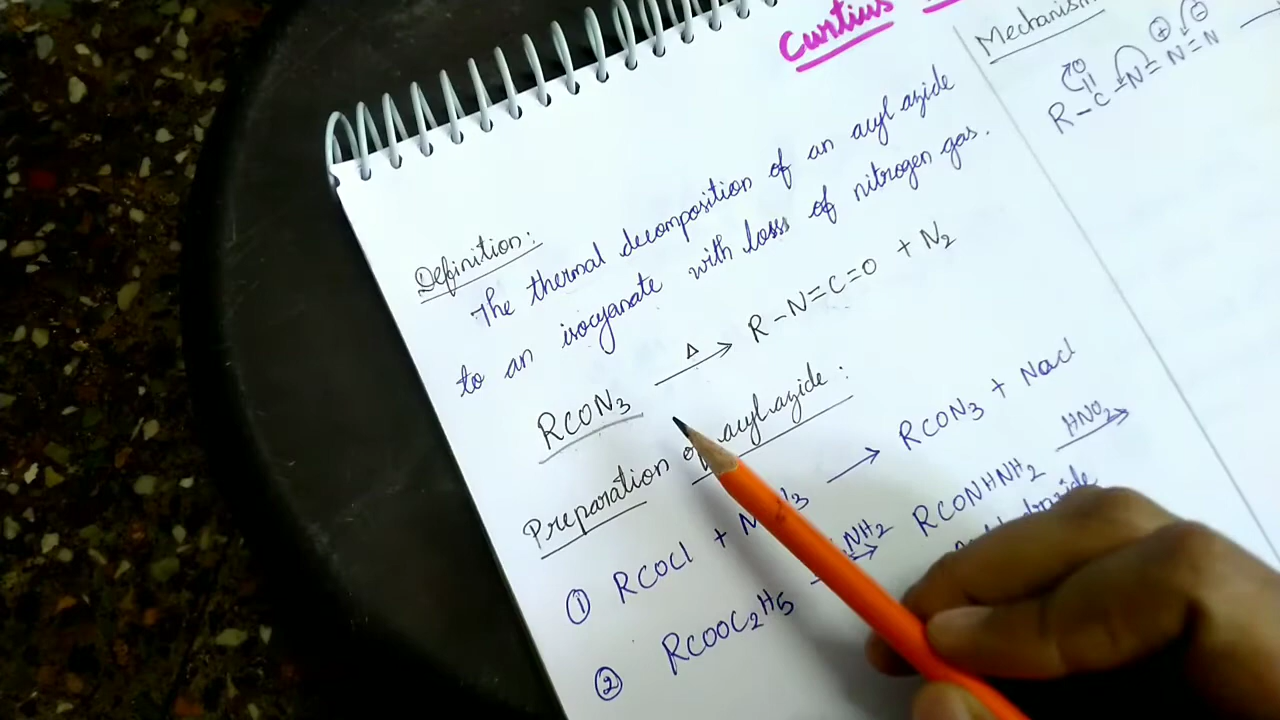 Curtius
Definition:
The thermal decomposition of an acyl azide
to an isocyanate with loss of nitrogen gas.
RCON3 Δ → R-N=C=O + N2
Preparation of acyl azide:
① RCOCl + → RCON3 + NaCl
② RCOOC2H5 → RCONHNH2 HNO2 →
Mechanism
O
R-C-N=N=N →
⊕ ⊖